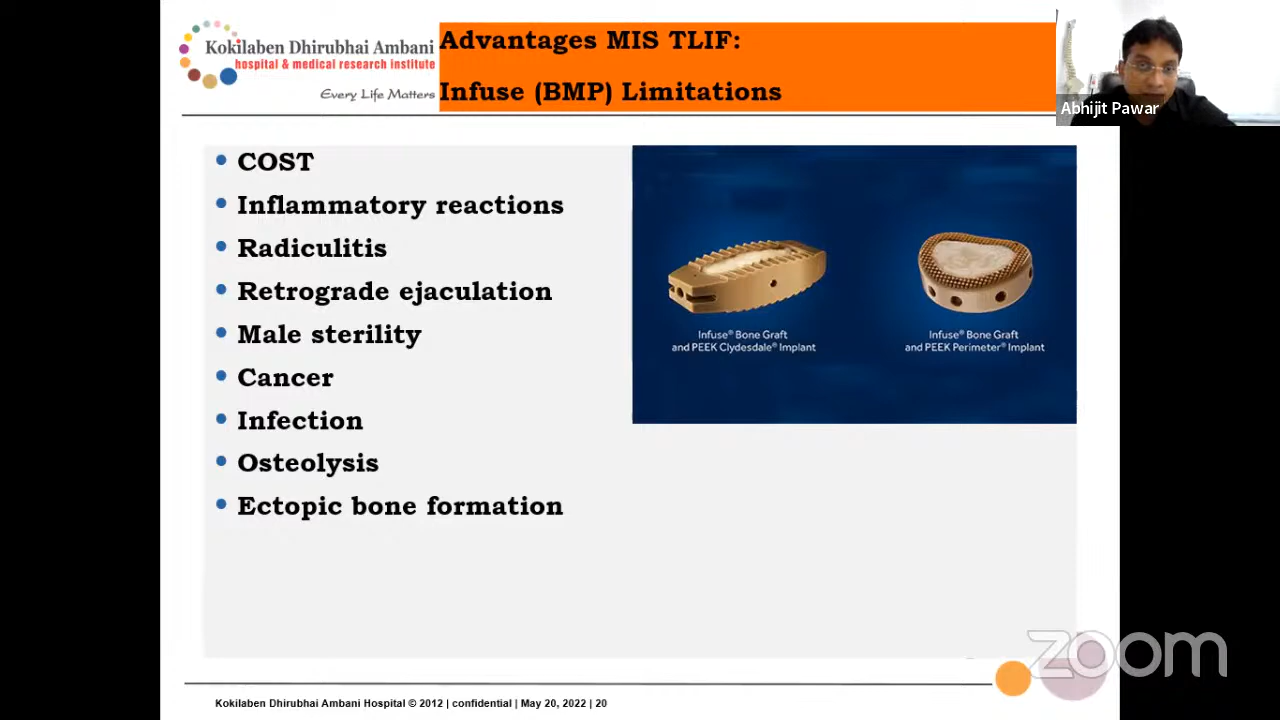 Kokilaben Dhirubhai Ambani
hospital & medical research institute
Every Life Matters
Advantages MIS TLIF:
Infuse (BMP) Limitations
Abhijit Pawar
• COST
• Inflammatory reactions
• Radiculitis
• Retrograde ejaculation
• Male sterility
• Cancer
• Infection
• Osteolysis
• Ectopic bone formation
Infuse® Bone Graft
and PEEK Clydesdale® Implant
Infuse® Bone Graft
and PEEK Perimeter® Implant
zoom
Kokilaben Dhirubhai Ambani Hospital © 2012 | confidential | May 20, 2022 | 20